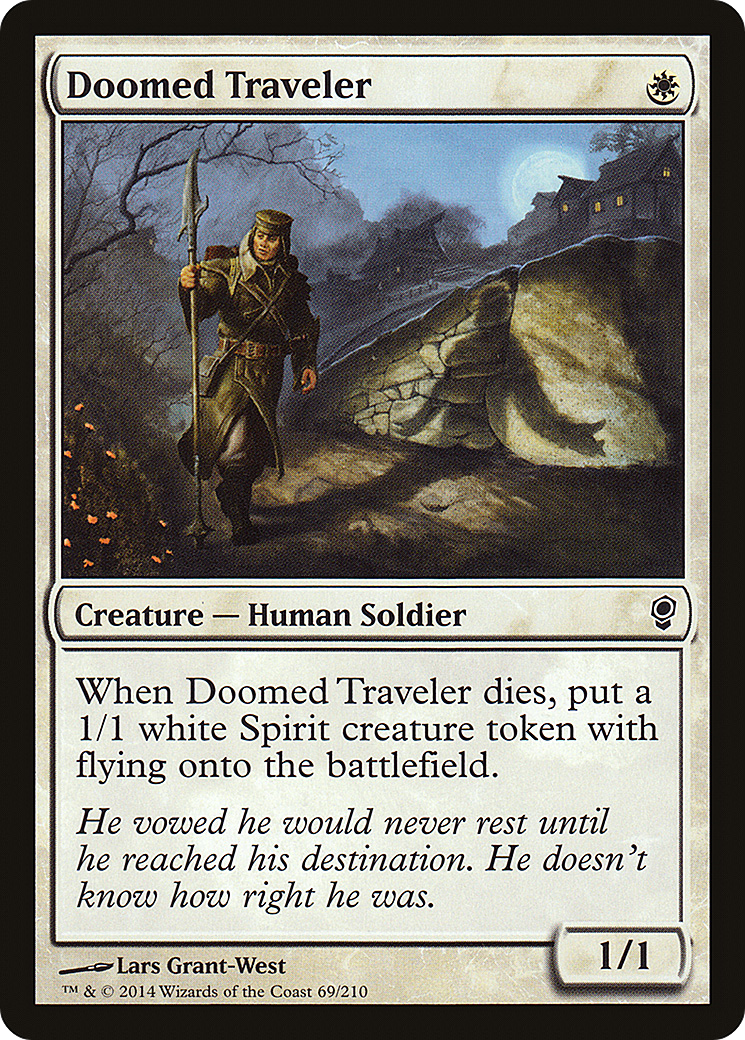 Doomed Traveler
Creature — Human Soldier
When Doomed Traveler dies, put a
1/1 white Spirit creature token with
flying onto the battlefield.
He vowed he would never rest until
he reached his destination. He doesn't
know how right he was.
1/1
Lars Grant-West
™ & © 2014 Wizards of the Coast 69/210